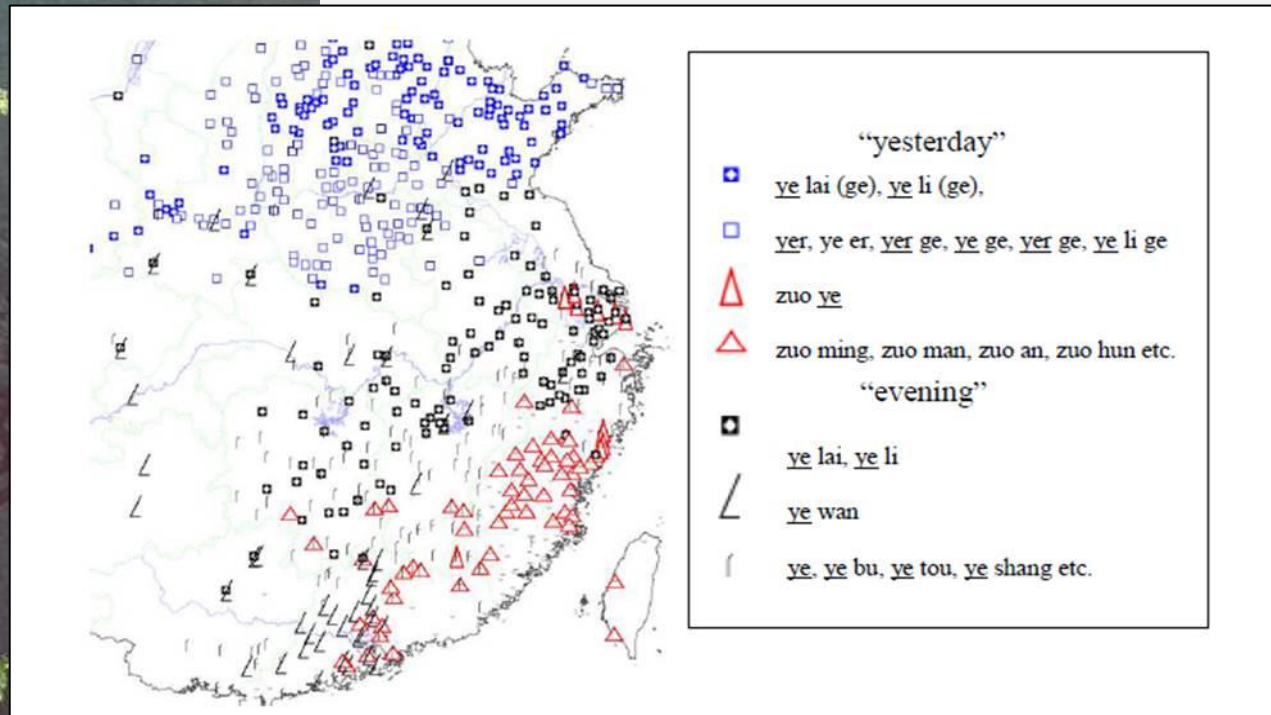 “yesterday”
ye lai (ge), ye li (ge),
yer, ye er, yer ge, ye ge, yer ge, ye li ge
zuo ye
zuo ming, zuo man, zuo an, zuo hun etc.
“evening”
ye lai, ye li
ye wan
ye, ye bu, ye tou, ye shang etc.